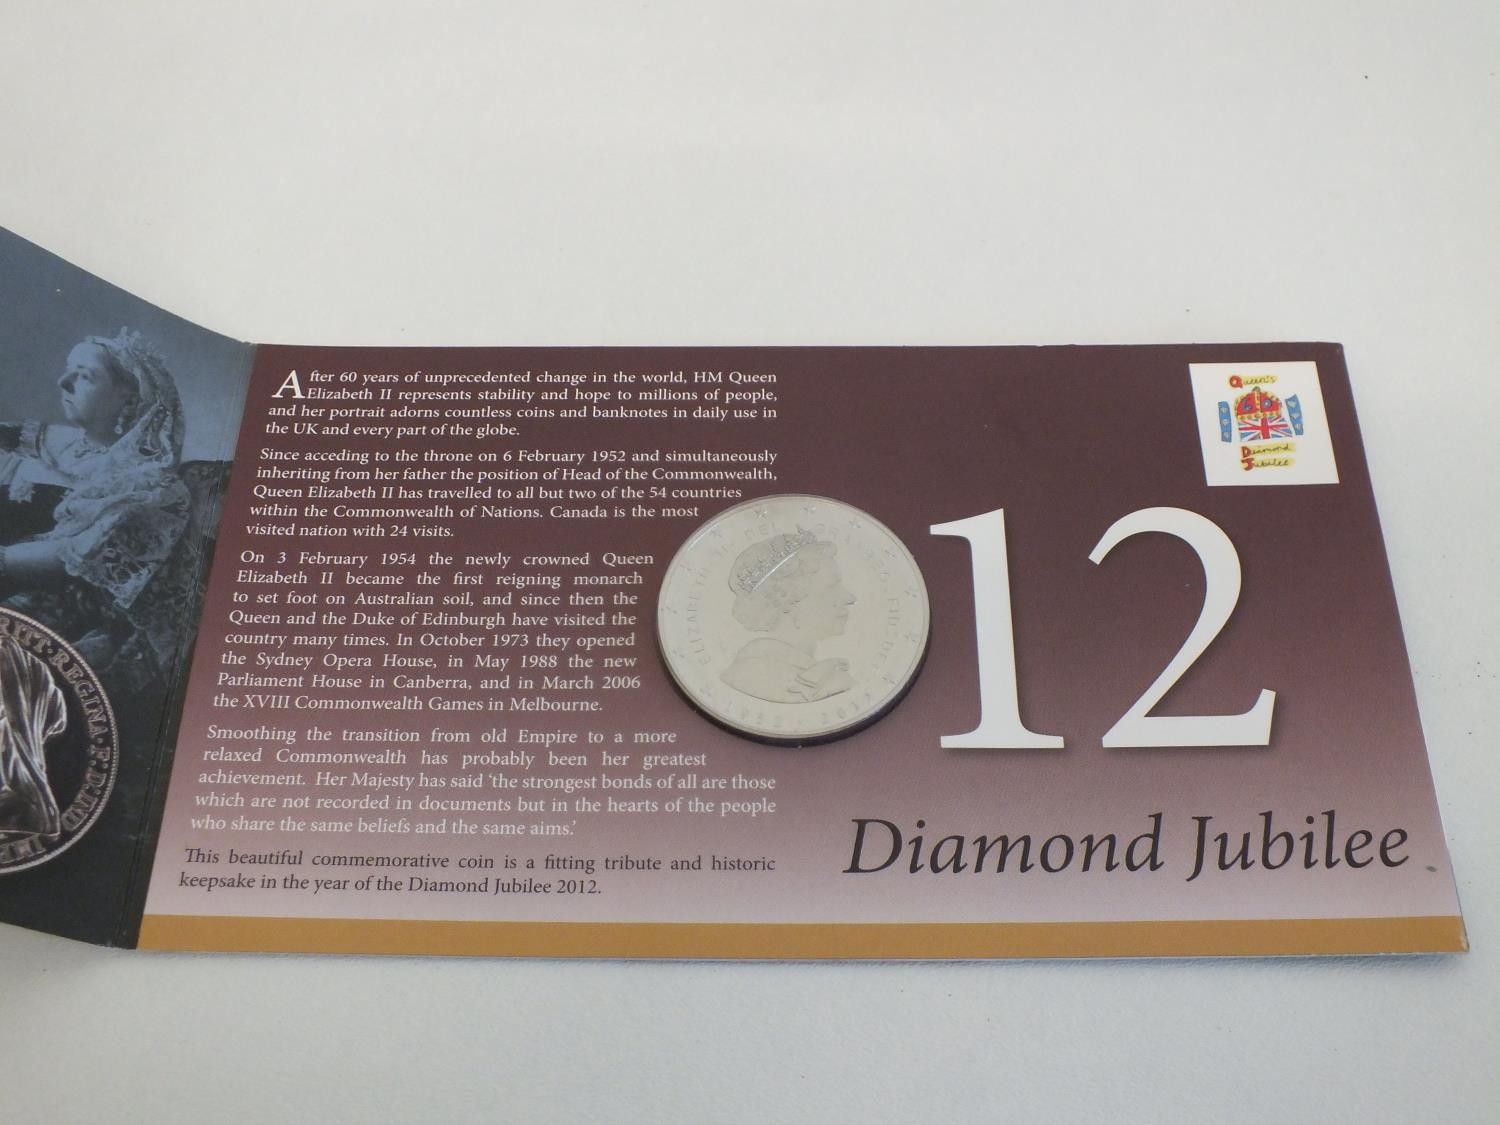 After 60 years of unprecedented change in the world, HM Queen
Elizabeth II represents stability and hope to millions of people,
and her portrait adorns countless coins and banknotes in daily use in
the UK and every part of the globe.
Since acceding to the throne on 6 February 1952 and simultaneously
inheriting from her father the position of Head of the Commonwealth,
Queen Elizabeth II has travelled to all but two of the 54 countries
within the Commonwealth of Nations. Canada is the most
visited nation with 24 visits.
On 3 February 1954 the newly crowned Queen
Elizabeth II became the first reigning monarch
to set foot on Australian soil, and since then the
Queen and the Duke of Edinburgh have visited the
country many times. In October 1973 they opened
the Sydney Opera House, in May 1988 the new
Parliament House in Canberra, and in March 2006
the XVIII Commonwealth Games in Melbourne.
Smoothing the transition from old Empire to a more
relaxed Commonwealth has probably been her greatest
achievement. Her Majesty has said ‘the strongest bonds of all are those
which are not recorded in documents but in the hearts of the people
who share the same beliefs and the same aims.’
This beautiful commemorative coin is a fitting tribute and historic
keepsake in the year of the Diamond Jubilee 2012.
REGINA·F:D:IND
ELIZABETH II DEI GRA REG FID DEF
1952 2012
Queen's
Diamond
Jubilee
12
Diamond Jubilee